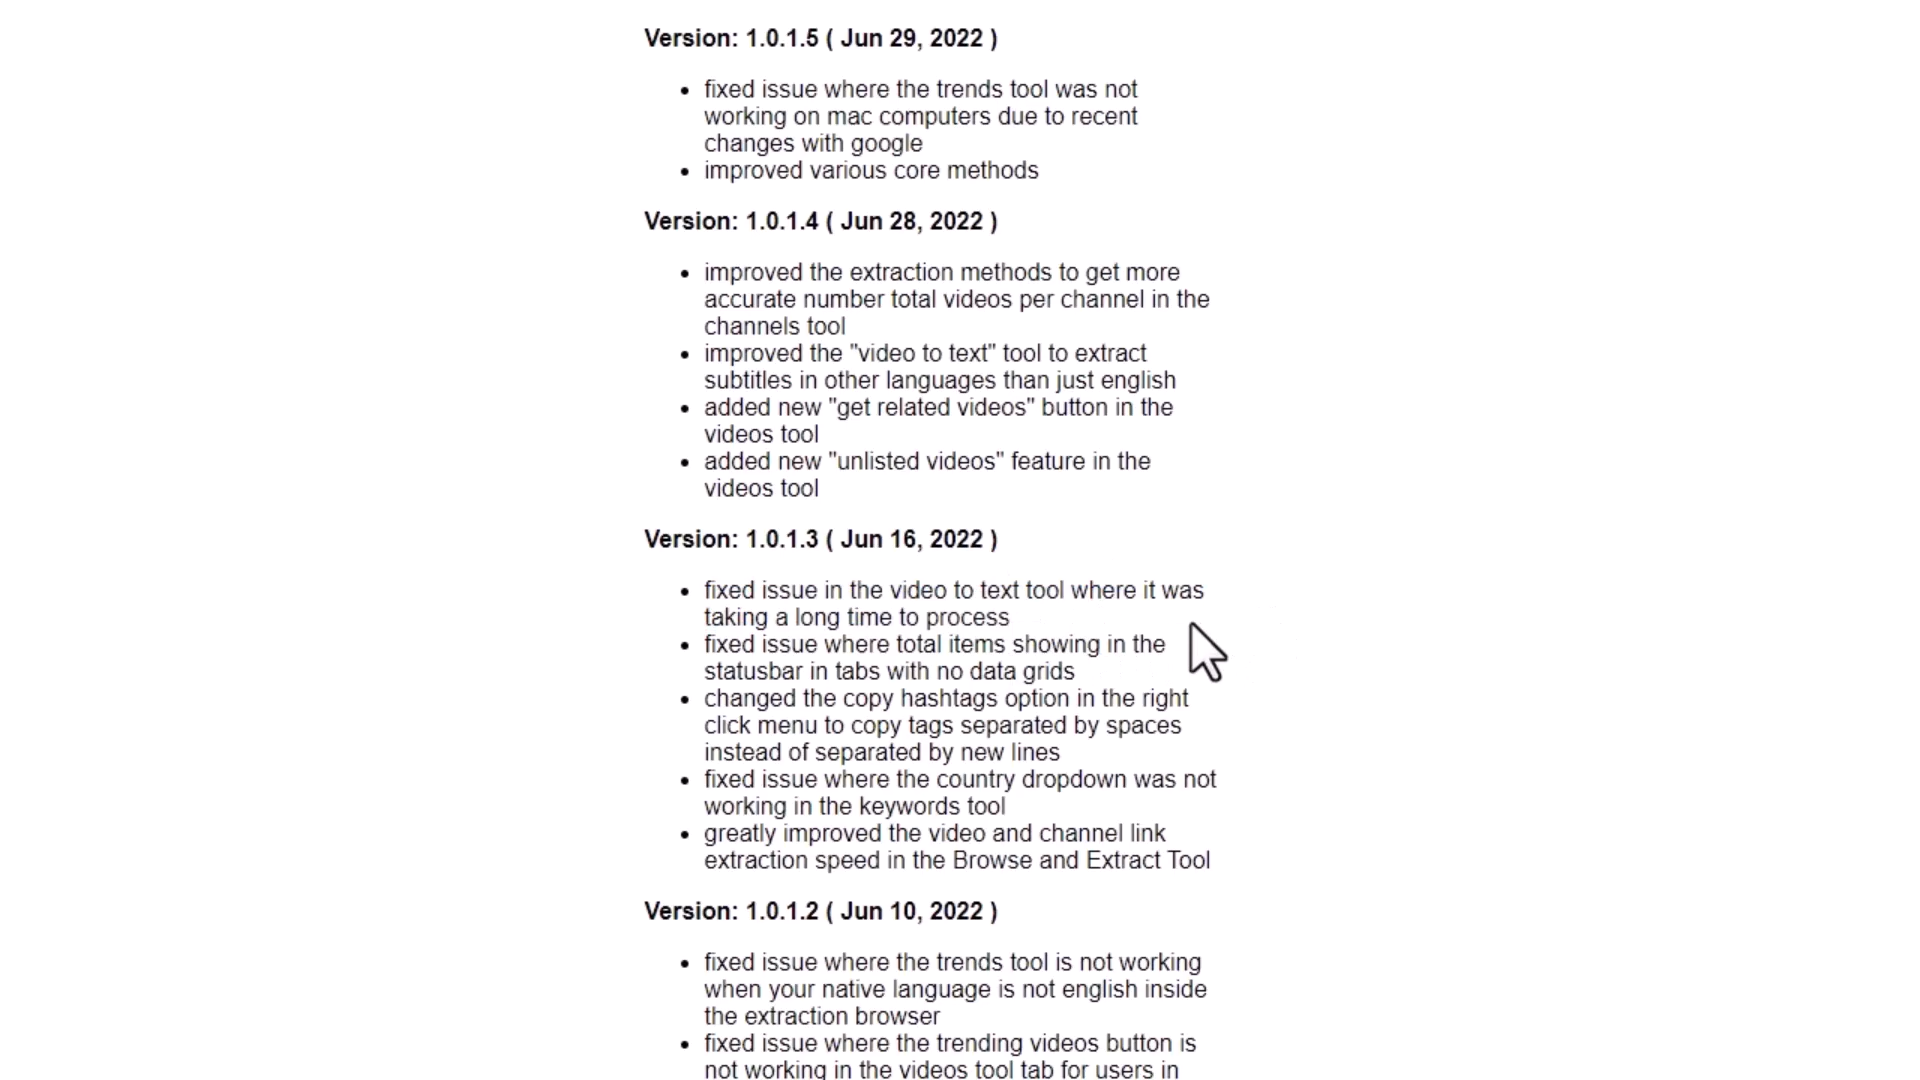 Version: 1.0.1.5 ( Jun 29, 2022 )
• fixed issue where the trends tool was not
working on mac computers due to recent
changes with google
• improved various core methods
Version: 1.0.1.4 ( Jun 28, 2022 )
• improved the extraction methods to get more
accurate number total videos per channel in the
channels tool
• improved the "video to text" tool to extract
subtitles in other languages than just english
• added new "get related videos" button in the
videos tool
• added new "unlisted videos" feature in the
videos tool
Version: 1.0.1.3 ( Jun 16, 2022 )
• fixed issue in the video to text tool where it was
taking a long time to process
• fixed issue where total items showing in the
statusbar in tabs with no data grids
• changed the copy hashtags option in the right
click menu to copy tags separated by spaces
instead of separated by new lines
• fixed issue where the country dropdown was not
working in the keywords tool
• greatly improved the video and channel link
extraction speed in the Browse and Extract Tool
Version: 1.0.1.2 ( Jun 10, 2022 )
• fixed issue where the trends tool is not working
when your native language is not english inside
the extraction browser
• fixed issue where the trending videos button is
not working in the videos tool tab for users in